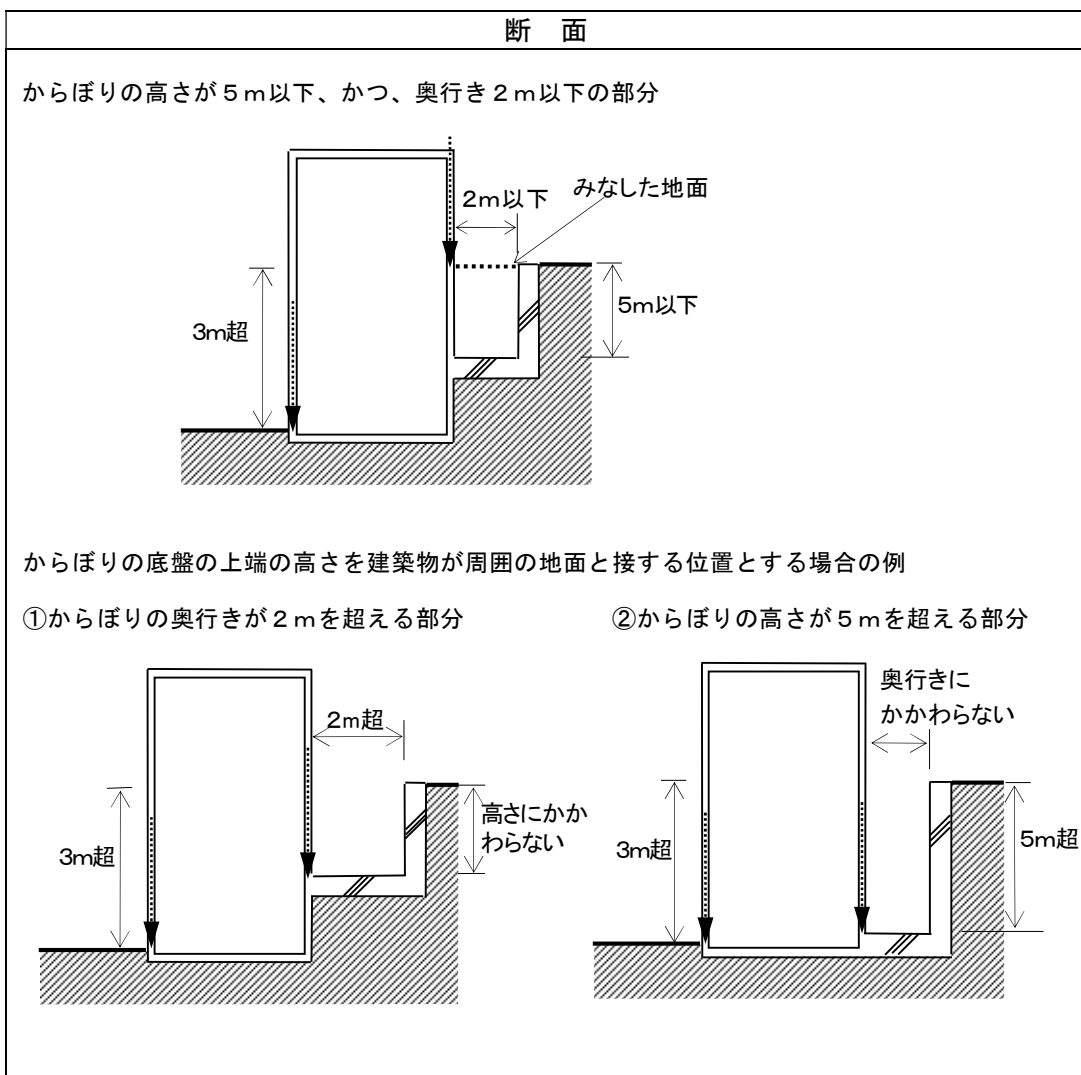 断 面
からぼりの高さが5m以下、かつ、奥行き2m以下の部分
2m以下
みなした地面
3m超
5m以下
からぼりの底盤の上端の高さを建築物が周囲の地面と接する位置とする場合の例
①からぼりの奥行きが2mを超える部分
②からぼりの高さが5mを超える部分
2m超
3m超
高さにかか
わらない
奥行きに
かかわらない
3m超
5m超